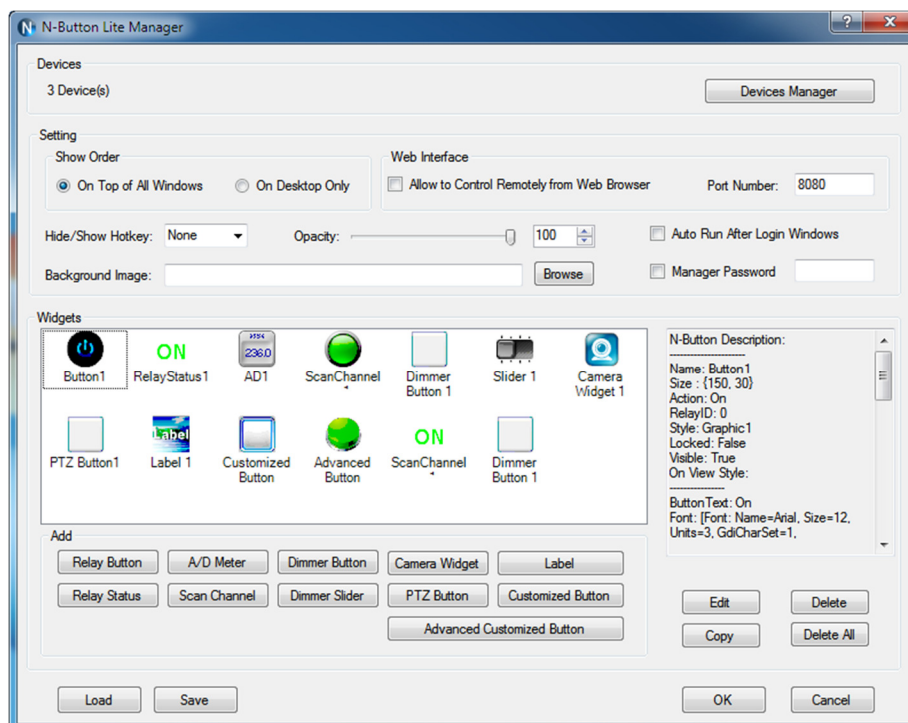 N-Button Lite Manager
Devices
3 Device(s)
Devices Manager
Setting
Show Order
On Top of All Windows
On Desktop Only
Web Interface
Allow to Control Remotely from Web Browser
Port Number:
8080
Hide/Show Hotkey:
None
Opacity:
100
Auto Run After Login Windows
Background Image:
Browse
Manager Password
Widgets
ON
236.0
Button1
RelayStatus1
AD1
ScanChannel
Dimmer
Button 1
Slider 1
Camera
Widget 1
Label
ON
PTZ Button1
Label 1
Customized
Button
Advanced
Button
ScanChannel
Dimmer
Button 1
N-Button Description:
----------------------
Name: Button1
Size : {150, 30}
Action: On
RelayID: 0
Style: Graphic1
Locked: False
Visible: True
On View Style:
----------------
ButtonText: On
Font: [Font: Name=Arial, Size=12,
Units=3, GdiCharSet=1,
Add
Relay Button
A/D Meter
Dimmer Button
Camera Widget
Label
Relay Status
Scan Channel
Dimmer Slider
PTZ Button
Customized Button
Advanced Customized Button
Edit
Delete
Copy
Delete All
Load
Save
OK
Cancel